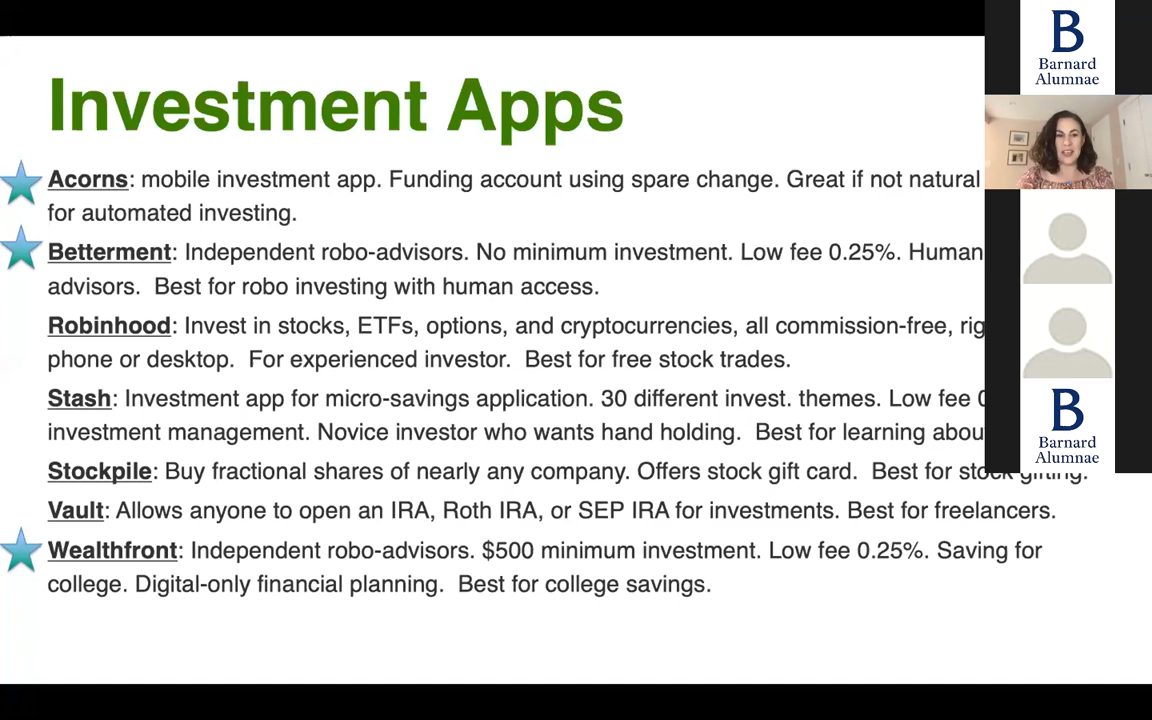 Investment Apps
Acorns: mobile investment app. Funding account using spare change. Great if not natural
for automated investing.
Betterment: Independent robo-advisors. No minimum investment. Low fee 0.25%. Human
advisors. Best for robo investing with human access.
Robinhood: Invest in stocks, ETFs, options, and cryptocurrencies, all commission-free,
phone or desktop. For experienced investor. Best for free stock trades.
Stash: Investment app for micro-savings application. 30 different invest. themes. Low fee
investment management. Novice investor who wants hand holding. Best for learning
Stockpile: Buy fractional shares of nearly any company. Offers stock gift card. Best for stock gifting.
Vault: Allows anyone to open an IRA, Roth IRA, or SEP IRA for investments. Best for freelancers.
Wealthfront: Independent robo-advisors. $500 minimum investment. Low fee 0.25%. Saving for
college. Digital-only financial planning. Best for college savings.
B
Barnard
Alumnae
B
Barnard
Alumnae